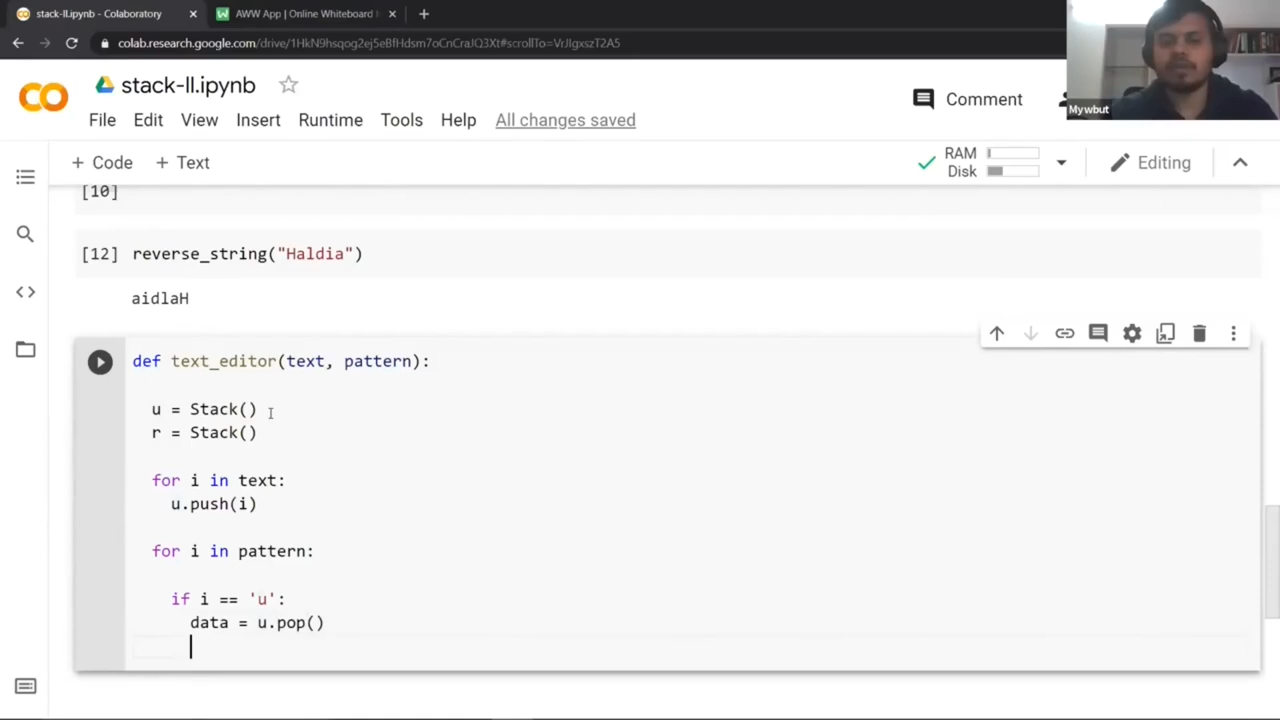 stack-ll.ipynb - Colaboratory
AWW App | Online Whiteboard
colab.research.google.com/drive/1HkN9hsqog2ej5eBfHdsm7oCnCraJQ3Xt#scrollTo=VrJIgxszT2A5
Mywbut
CO
stack-ll.ipynb
Comment
File Edit View Insert Runtime Tools Help All changes saved
+ Code + Text
RAM
Disk
Editing
[10]
[12] reverse_string("Haldia")
aidlaH
def text_editor(text, pattern):
u = Stack()
r = Stack()
for i in text:
u.push(i)
for i in pattern:
if i == 'u':
data = u.pop()